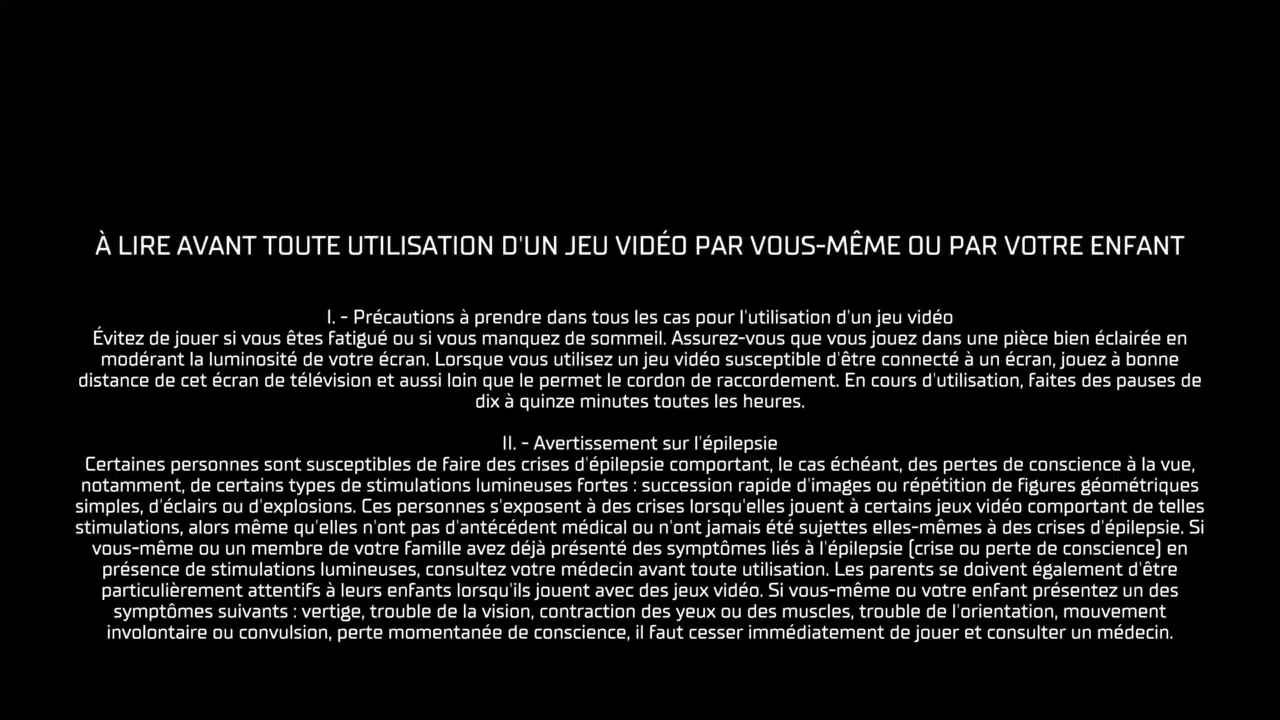 À LIRE AVANT TOUTE UTILISATION D'UN JEU VIDÉO PAR VOUS-MÊME OU PAR VOTRE ENFANT
I. - Précautions à prendre dans tous les cas pour l'utilisation d'un jeu vidéo
Évitez de jouer si vous êtes fatigué ou si vous manquez de sommeil. Assurez-vous que vous jouez dans une pièce bien éclairée en
modérant la luminosité de votre écran. Lorsque vous utilisez un jeu vidéo susceptible d'être connecté à un écran, jouez à bonne
distance de cet écran de télévision et aussi loin que le permet le cordon de raccordement. En cours d'utilisation, faites des pauses de
dix à quinze minutes toutes les heures.
II. - Avertissement sur l'épilepsie
Certaines personnes sont susceptibles de faire des crises d'épilepsie comportant, le cas échéant, des pertes de conscience à la vue,
notamment, de certains types de stimulations lumineuses fortes : succession rapide d'images ou répétition de figures géométriques
simples, d'éclairs ou d'explosions. Ces personnes s'exposent à des crises lorsqu'elles jouent à certains jeux vidéo comportant de telles
stimulations, alors même qu'elles n'ont pas d'antécédent médical ou n'ont jamais été sujettes elles-mêmes à des crises d'épilepsie. Si
vous-même ou un membre de votre famille avez déjà présenté des symptômes liés à l'épilepsie (crise ou perte de conscience) en
présence de stimulations lumineuses, consultez votre médecin avant toute utilisation. Les parents se doivent également d'être
particulièrement attentifs à leurs enfants lorsqu'ils jouent avec des jeux vidéo. Si vous-même ou votre enfant présentez un des
symptômes suivants : vertige, trouble de la vision, contraction des yeux ou des muscles, trouble de l'orientation, mouvement
involontaire ou convulsion, perte momentanée de conscience, il faut cesser immédiatement de jouer et consulter un médecin.